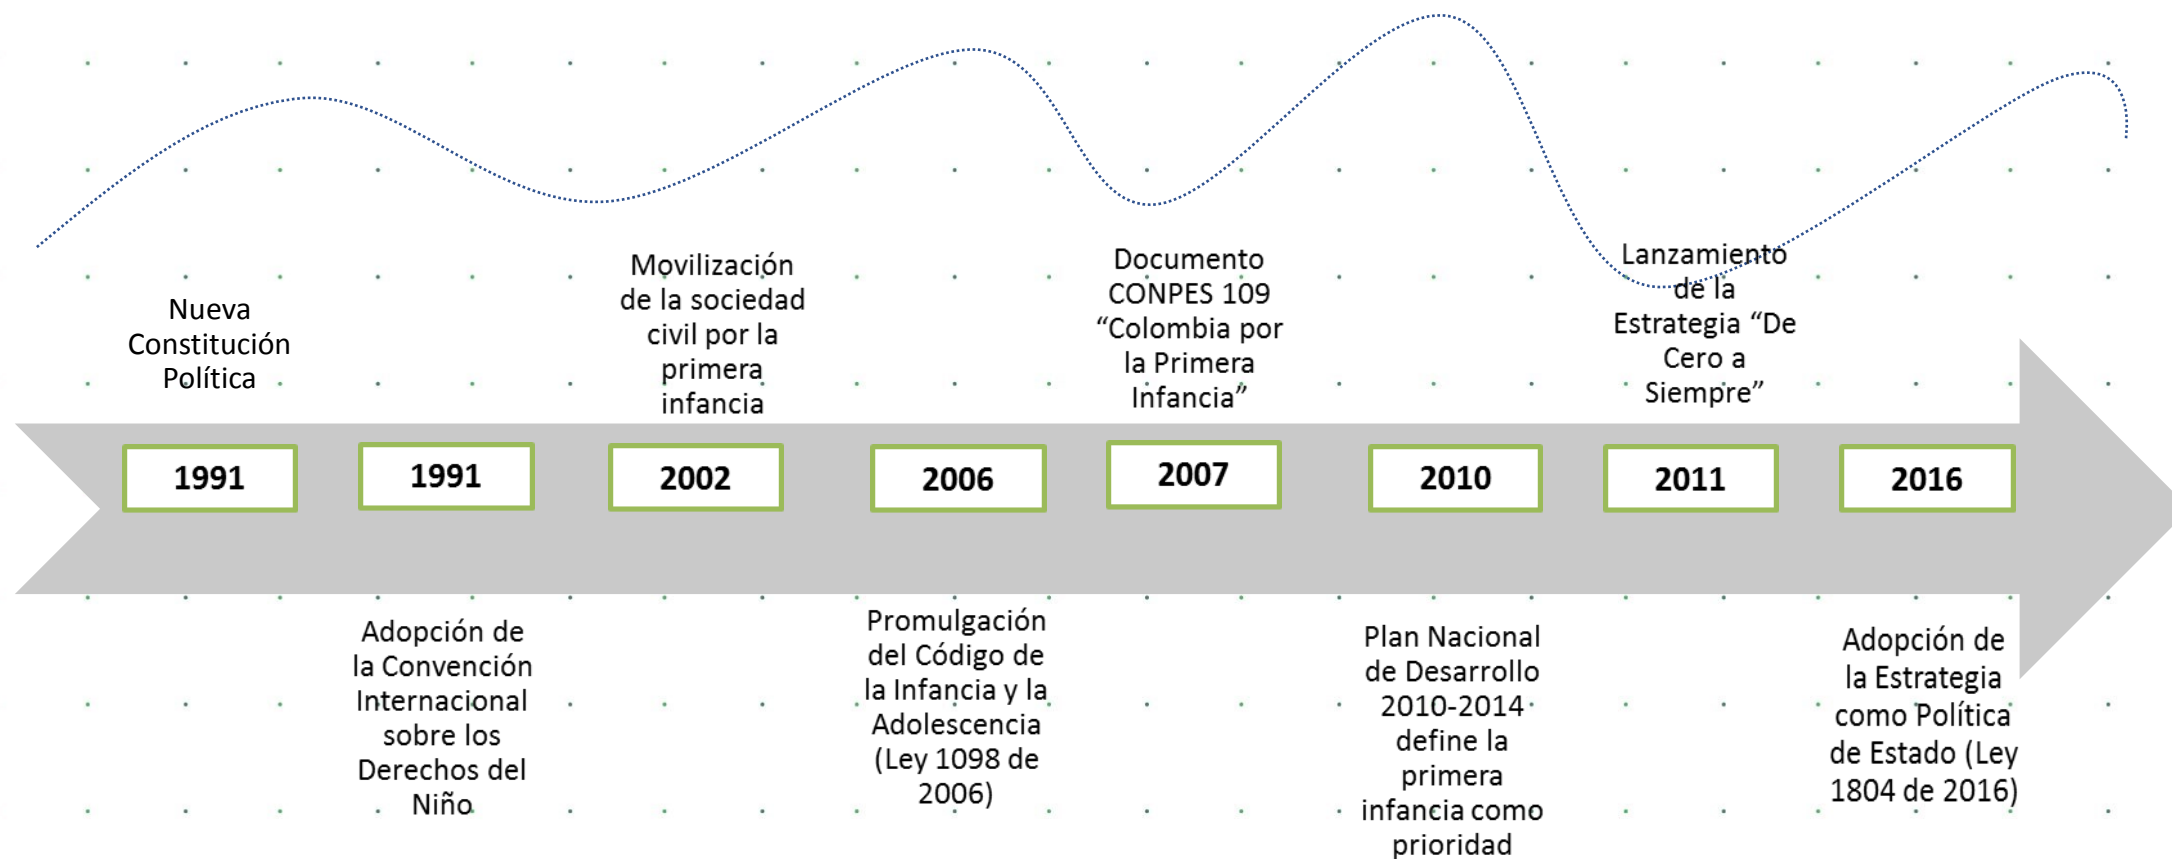 Nueva
Constitución
Política
1991
1991
Adopción de
la Convención
Internacional
sobre los
Derechos del
Niño
Movilización
de la sociedad
civil por la
primera
infancia
2002
2006
Promulgación
del Código de
la Infancia y la
Adolescencia
(Ley 1098 de
2006)
Documento
CONPES 109
“Colombia por
la Primera
Infancia”
2007
2010
Plan Nacional
de Desarrollo
2010-2014
define la
primera
infancia como
prioridad
Lanzamiento
de la
Estrategia “De
Cero a
Siempre”
2011
2016
Adopción de
la Estrategia
como Política
de Estado (Ley
1804 de 2016)